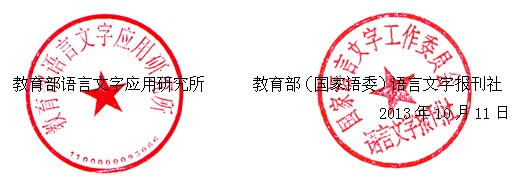 教育部语言文字应用研究所
教育部语言文字应用研究所
1100000093066
国家语言文字工作委员会
教育部（国家语委）语言文字报刊社
语言文字报刊社
2013年10月11日